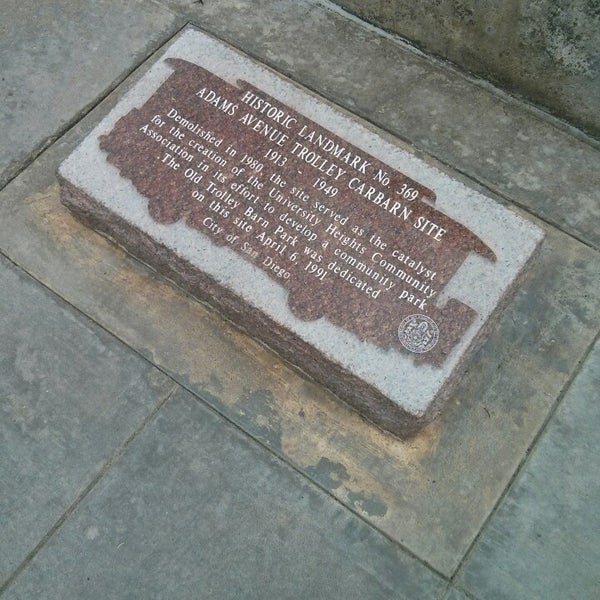 HISTORIC LANDMARK No. 369
ADAMS AVENUE TROLLEY CARBARN SITE
1913 - 1949
Demolished in 1980, the site served as the catalyst
for the creation of the University Heights Community
Association in its effort to develop a community park.
The Old Trolley Barn Park was dedicated
on this site April 6, 1991
City of San Diego